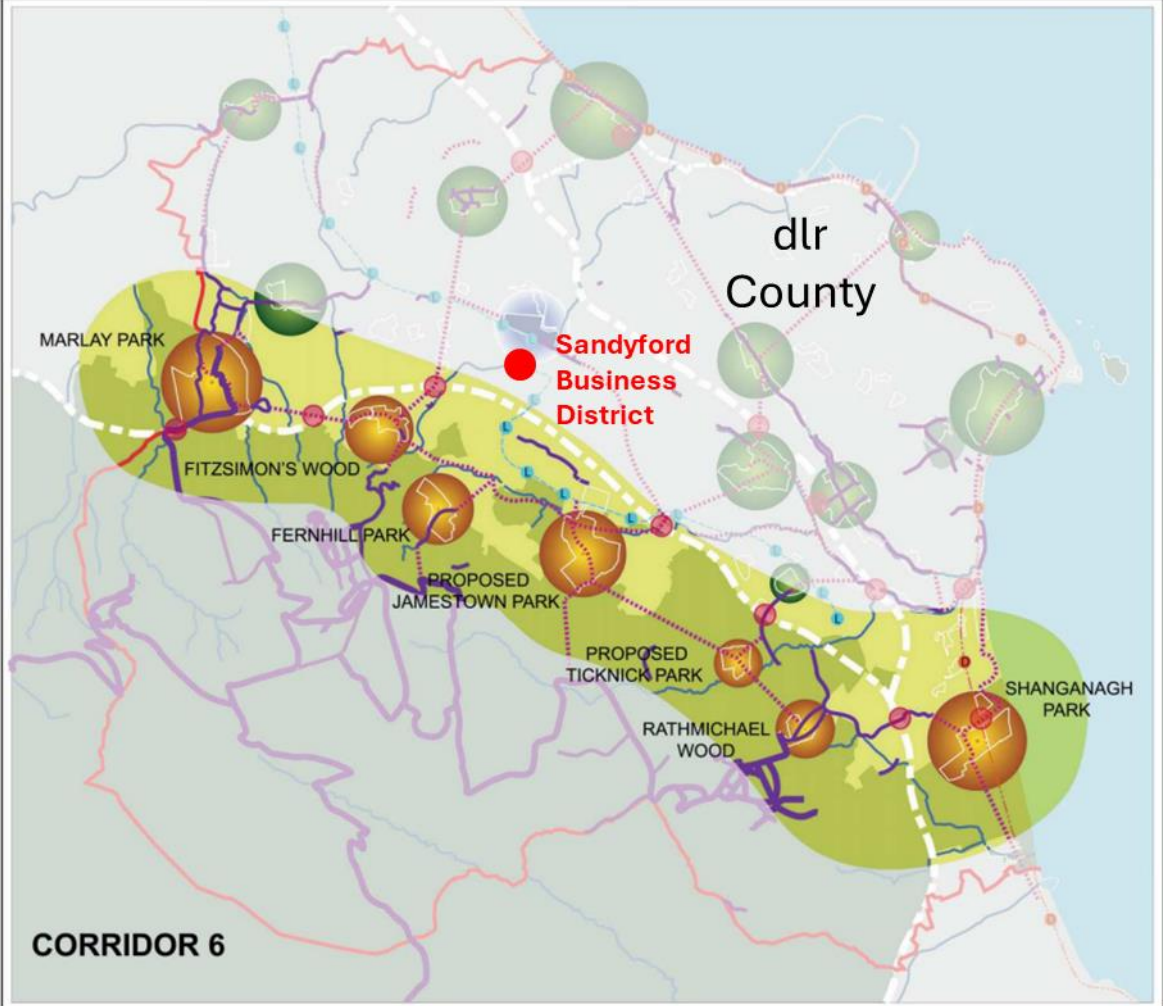 dlr
County
MARLAY PARK
Sandyford
Business
District
FITZSIMON'S WOOD
FERNHILL PARK
PROPOSED
JAMESTOWN PARK
PROPOSED
TICKNICK PARK
SHANGANAGH
PARK
RATHMICHAEL
WOOD
CORRIDOR 6
L
L
L
L
L
L
L
L
L
L
L
L
L
L
D
D
D
D
D
D
D
D
D
D
D